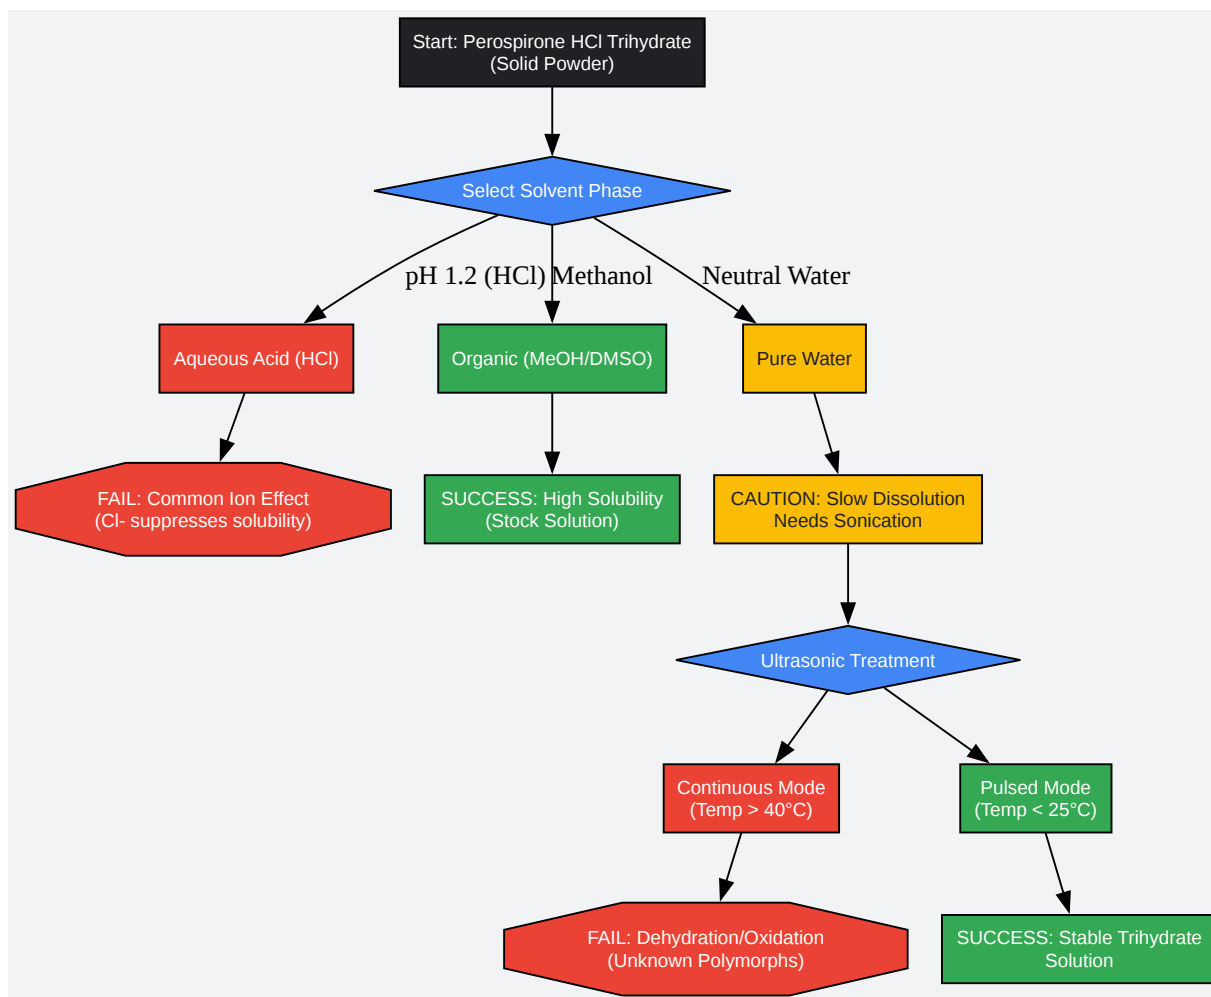 Start: Perospirone HCl Trihydrate
(Solid Powder)
Select Solvent Phase
pH 1.2 (HCl)
Methanol
Neutral Water
Aqueous Acid (HCl)
Organic (MeOH/DMSO)
Pure Water
FAIL: Common Ion Effect
(Cl- suppresses solubility)
SUCCESS: High Solubility
(Stock Solution)
CAUTION: Slow Dissolution
Needs Sonication
Ultrasonic Treatment
Continuous Mode
(Temp > 40°C)
Pulsed Mode
(Temp < 25°C)
FAIL: Dehydration/Oxidation
(Unknown Polymorphs)
SUCCESS: Stable Trihydrate
Solution